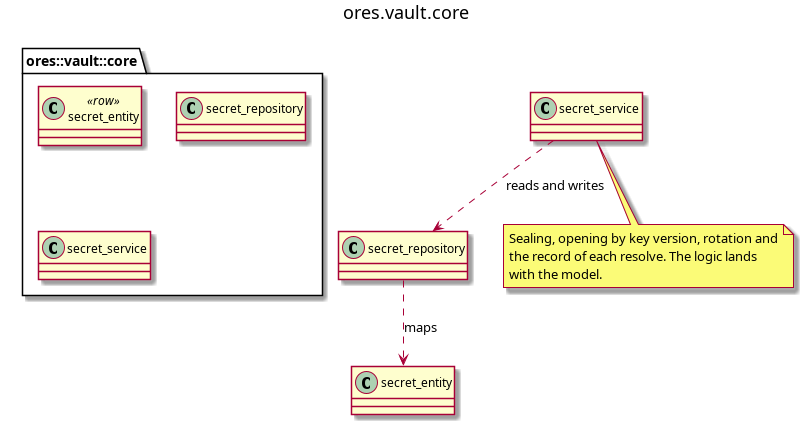 ores.vault.core
ores::vault::core
«row»
C secret_entity
C secret_repository
C secret_service
C secret_service
reads and writes
C secret_repository
Sealing, opening by key version, rotation and
the record of each resolve. The logic lands
with the model.
maps
C secret_entity